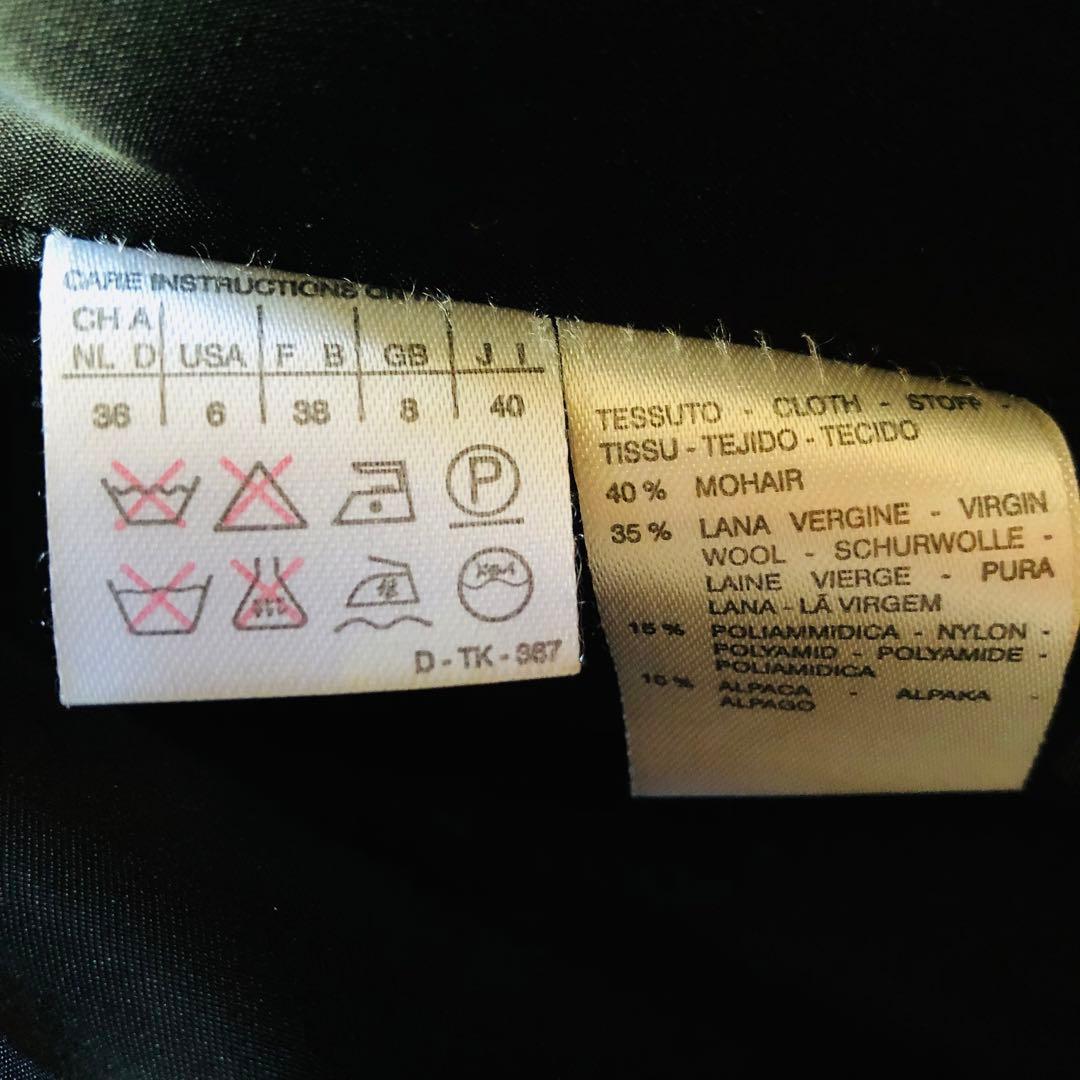 CARE INSTRUCTIONS
CH A
NL D USA F B GB J I
36 6 38 8 40
P
D - TK - 367
TESSUTO - CLOTH - STOFF -
TISSU - TEJIDO - TECIDO
40 % MOHAIR
35 % LANA VERGINE - VIRGIN
WOOL - SCHURWOLLE -
LAINE VIERGE - PURA
LANA - LÃ VIRGEM
15 % POLIAMMIDICA - NYLON -
POLYAMID - POLYAMIDE -
POLIAMIDICA
10 % ALPACA - ALPAKA -
ALPAGO